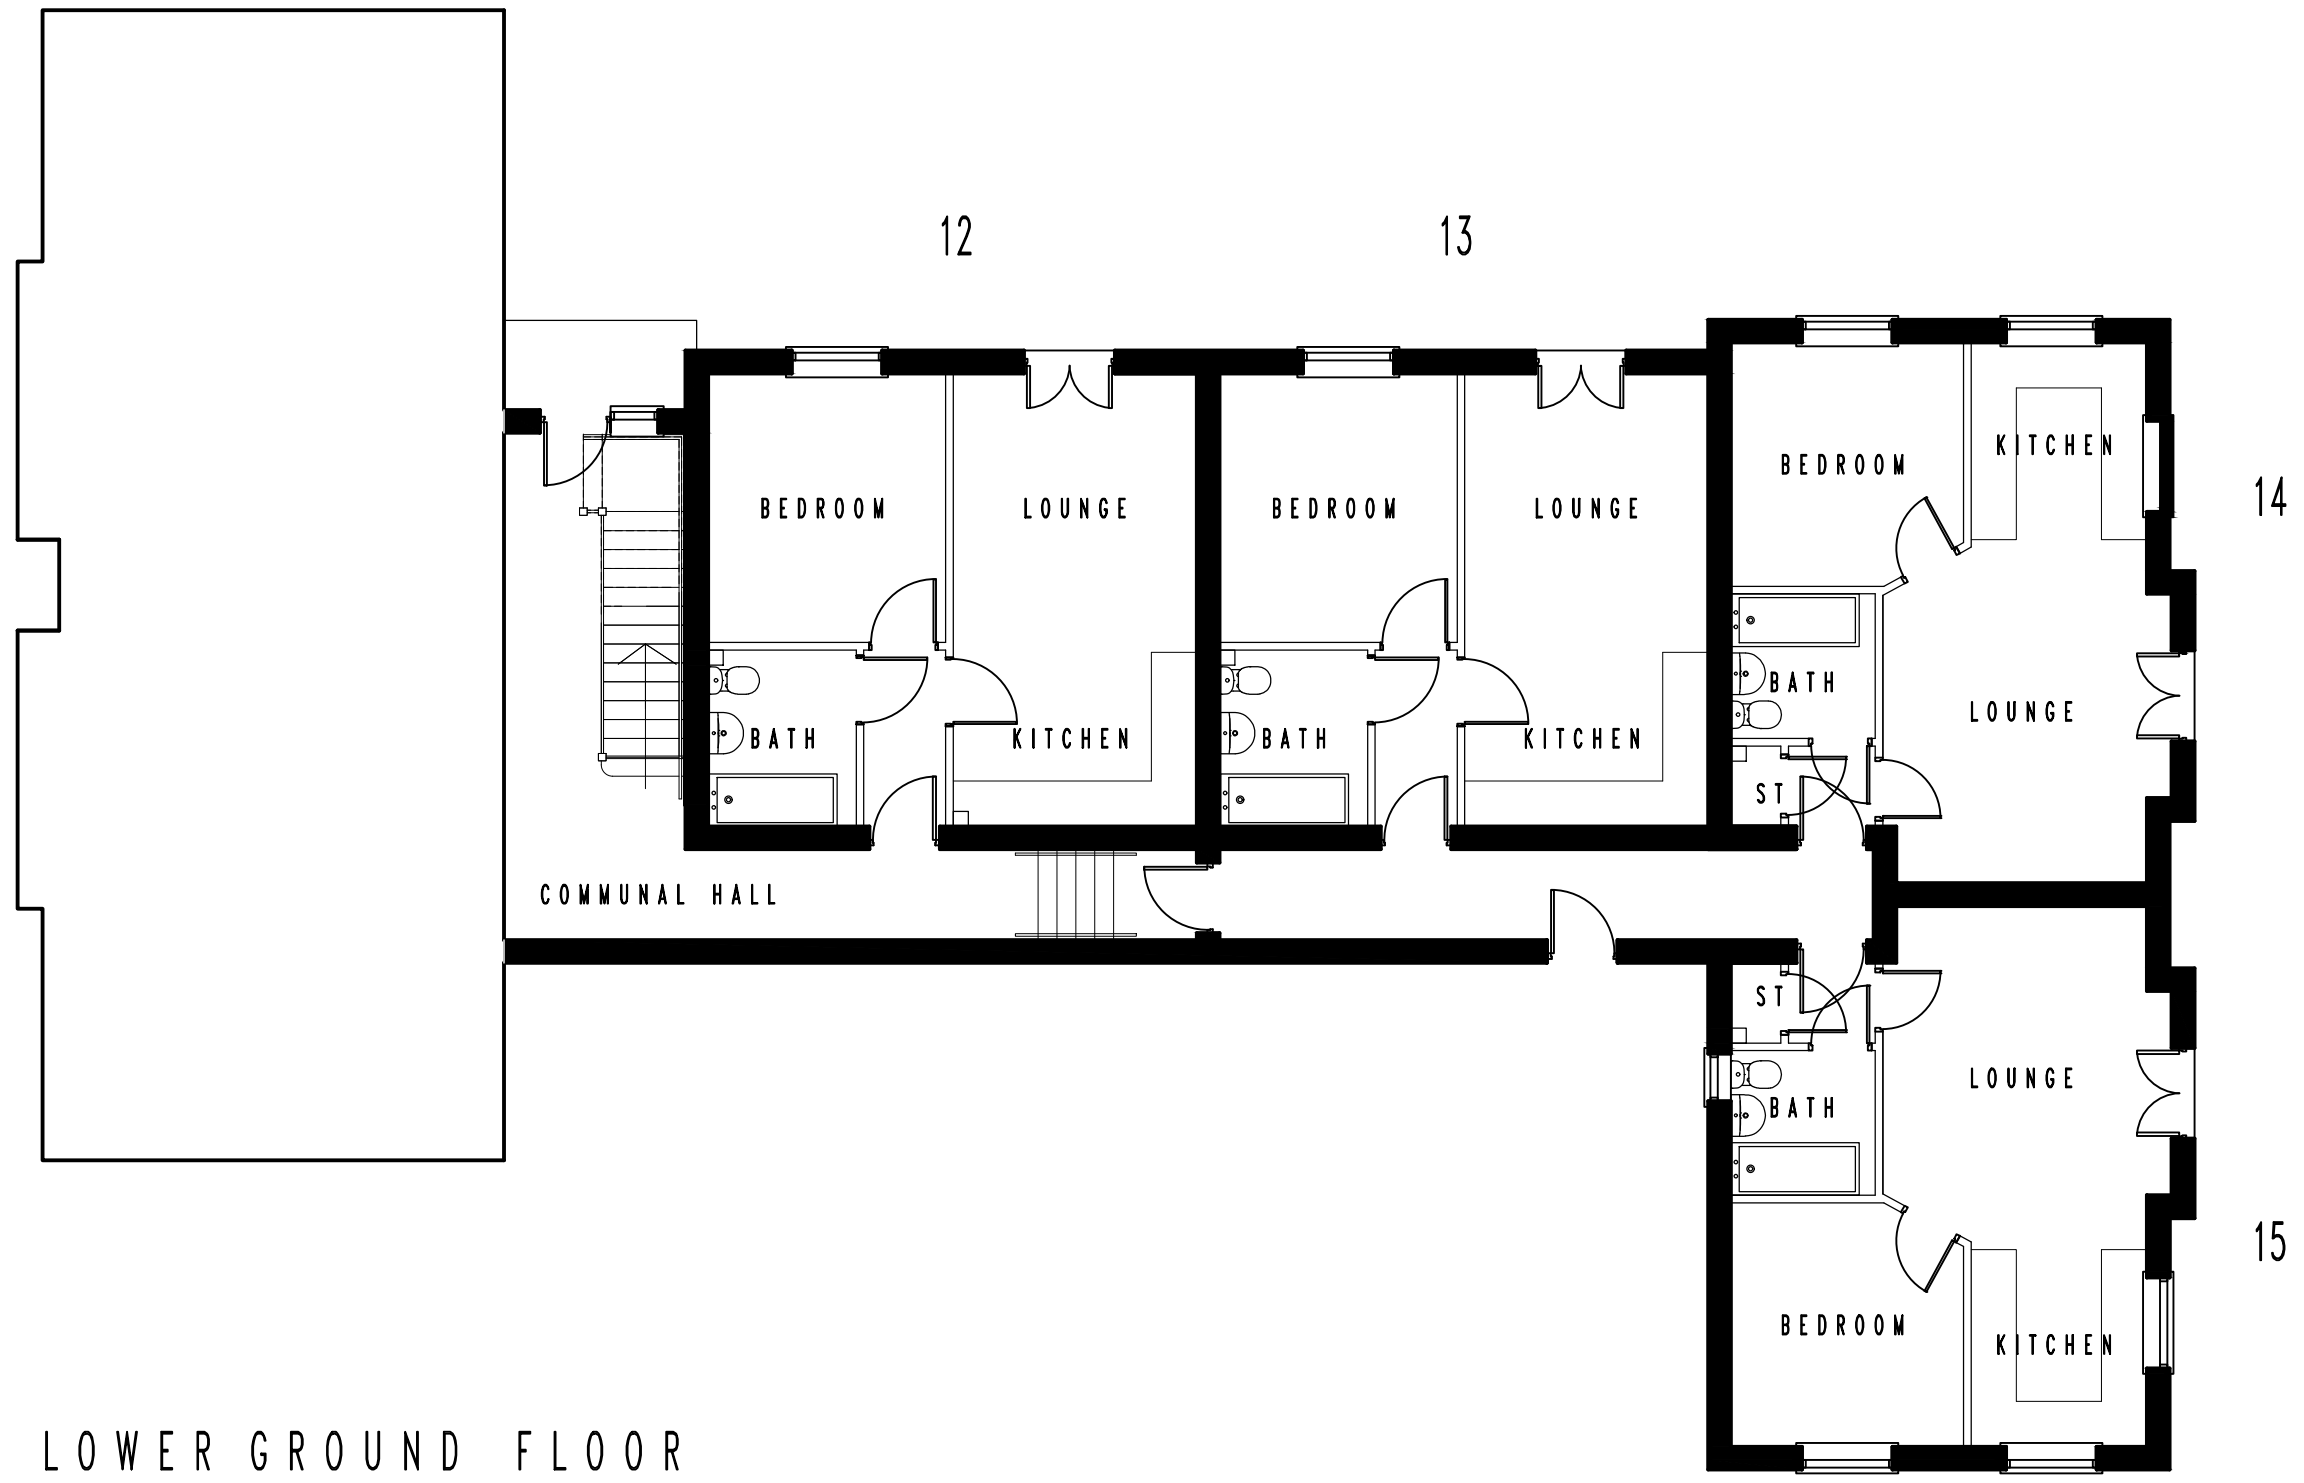 12
13
14
BEDROOM
LOUNGE
BEDROOM
LOUNGE
BEDROOM
KITCHEN
BATH
KITCHEN
BATH
KITCHEN
BATH
LOUNGE
ST
COMMUNAL HALL
ST
LOUNGE
BATH
15
BEDROOM
KITCHEN
LOWER GROUND FLOOR